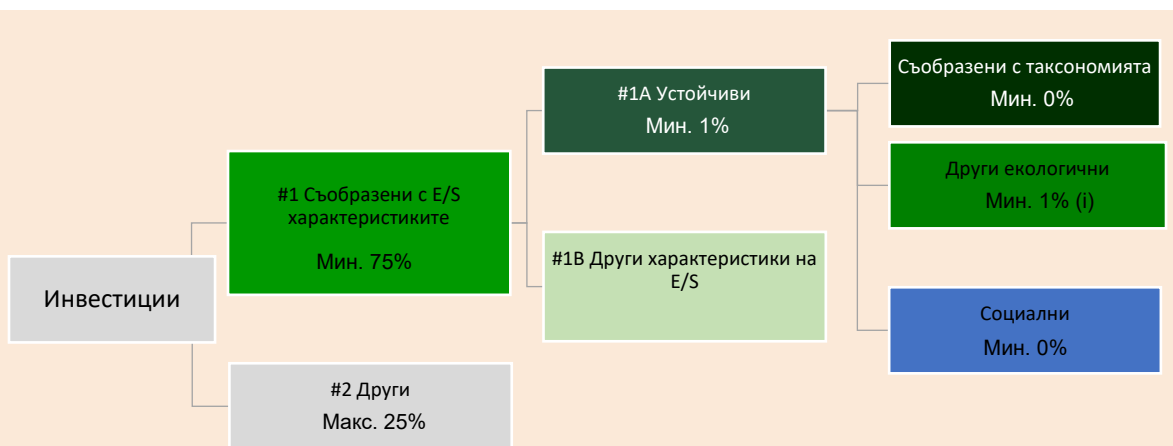 Инвестиции
#1 Съобразени с E/S
характеристиките
Мин. 75%
#2 Други
Макс. 25%
#1A Устойчиви
Мин. 1%
#1B Други характеристики на
E/S
Съобразени с таксономията
Мин. 0%
Други екологични
Мин. 1% (i)
Социални
Мин. 0%